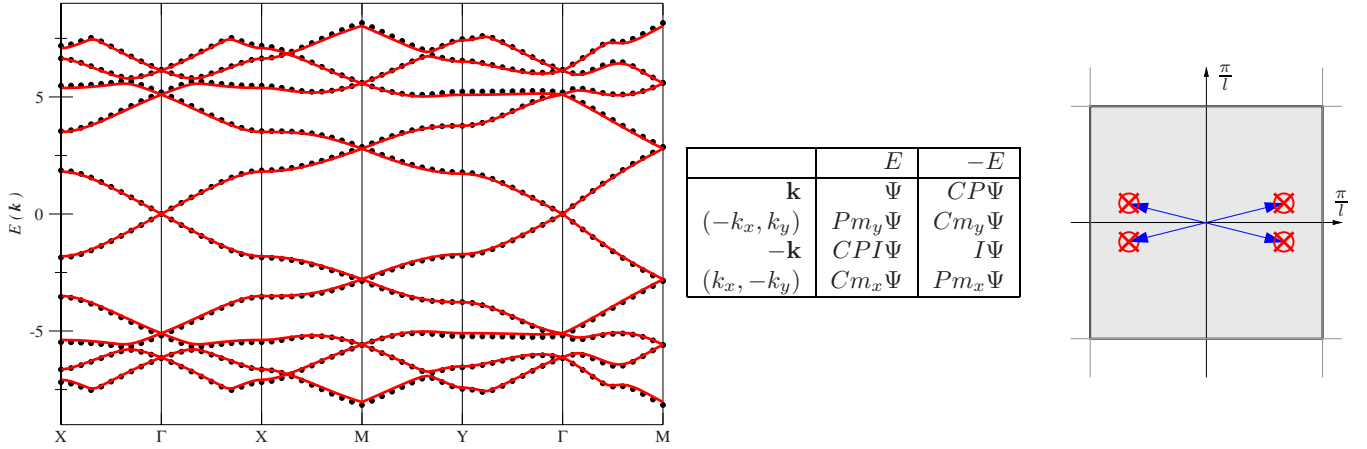 E(k)
5
0
-5
X Γ X M Y Γ M
E −E
k Ψ CPΨ
(−k_x, k_y) Pm_yΨ Cm_yΨ
−k CPIΨ IΨ
(k_x, −k_y) Cm_xΨ Pm_xΨ
π/l
π/l